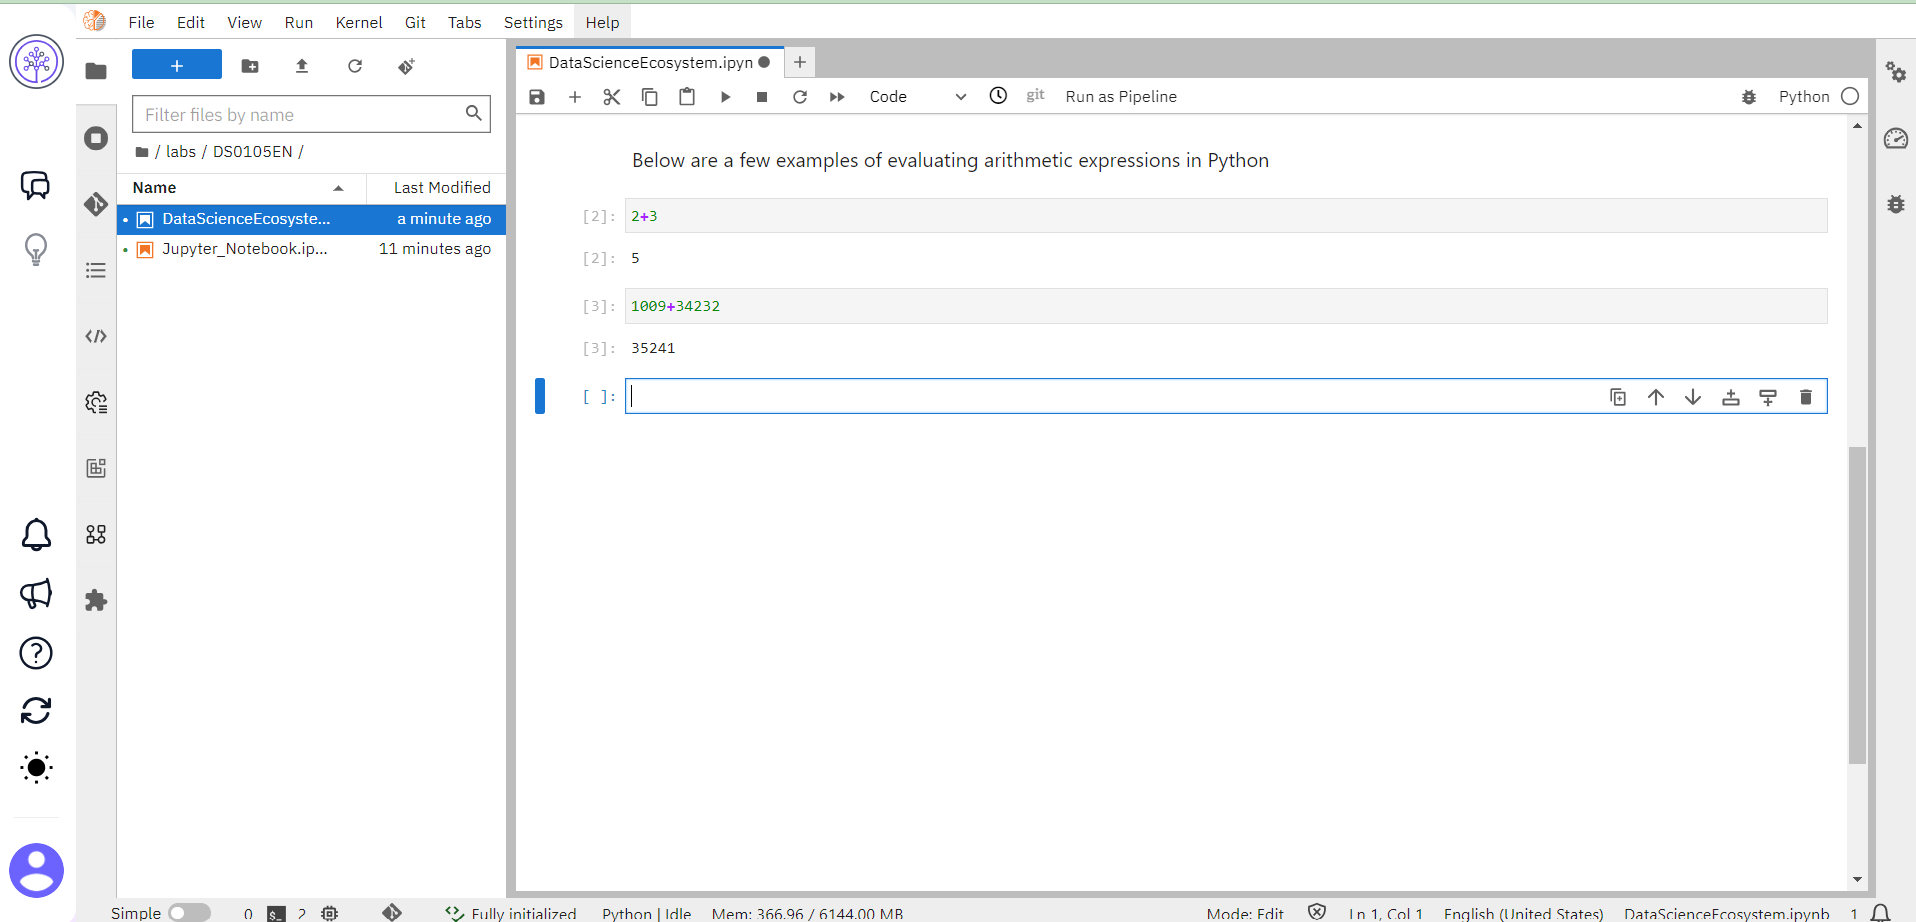 File Edit View Run Kernel Git Tabs Settings Help
+
Filter files by name
/ labs / DS0105EN /
Name Last Modified
DataScienceEcosyste... a minute ago
Jupyter_Notebook.ip... 11 minutes ago
DataScienceEcosystem.ipyn
Code git Run as Pipeline Python
Below are a few examples of evaluating arithmetic expressions in Python
[2]: 2+3
[2]: 5
[3]: 1009+34232
[3]: 35241
[ ]:
Simple 0 $_ 2 Fully initialized Python | Idle Mem: 366.96 / 6144.00 MB Mode: Edit Ln 1, Col 1 English (United States) DataScienceEcosystem.ipynb 1